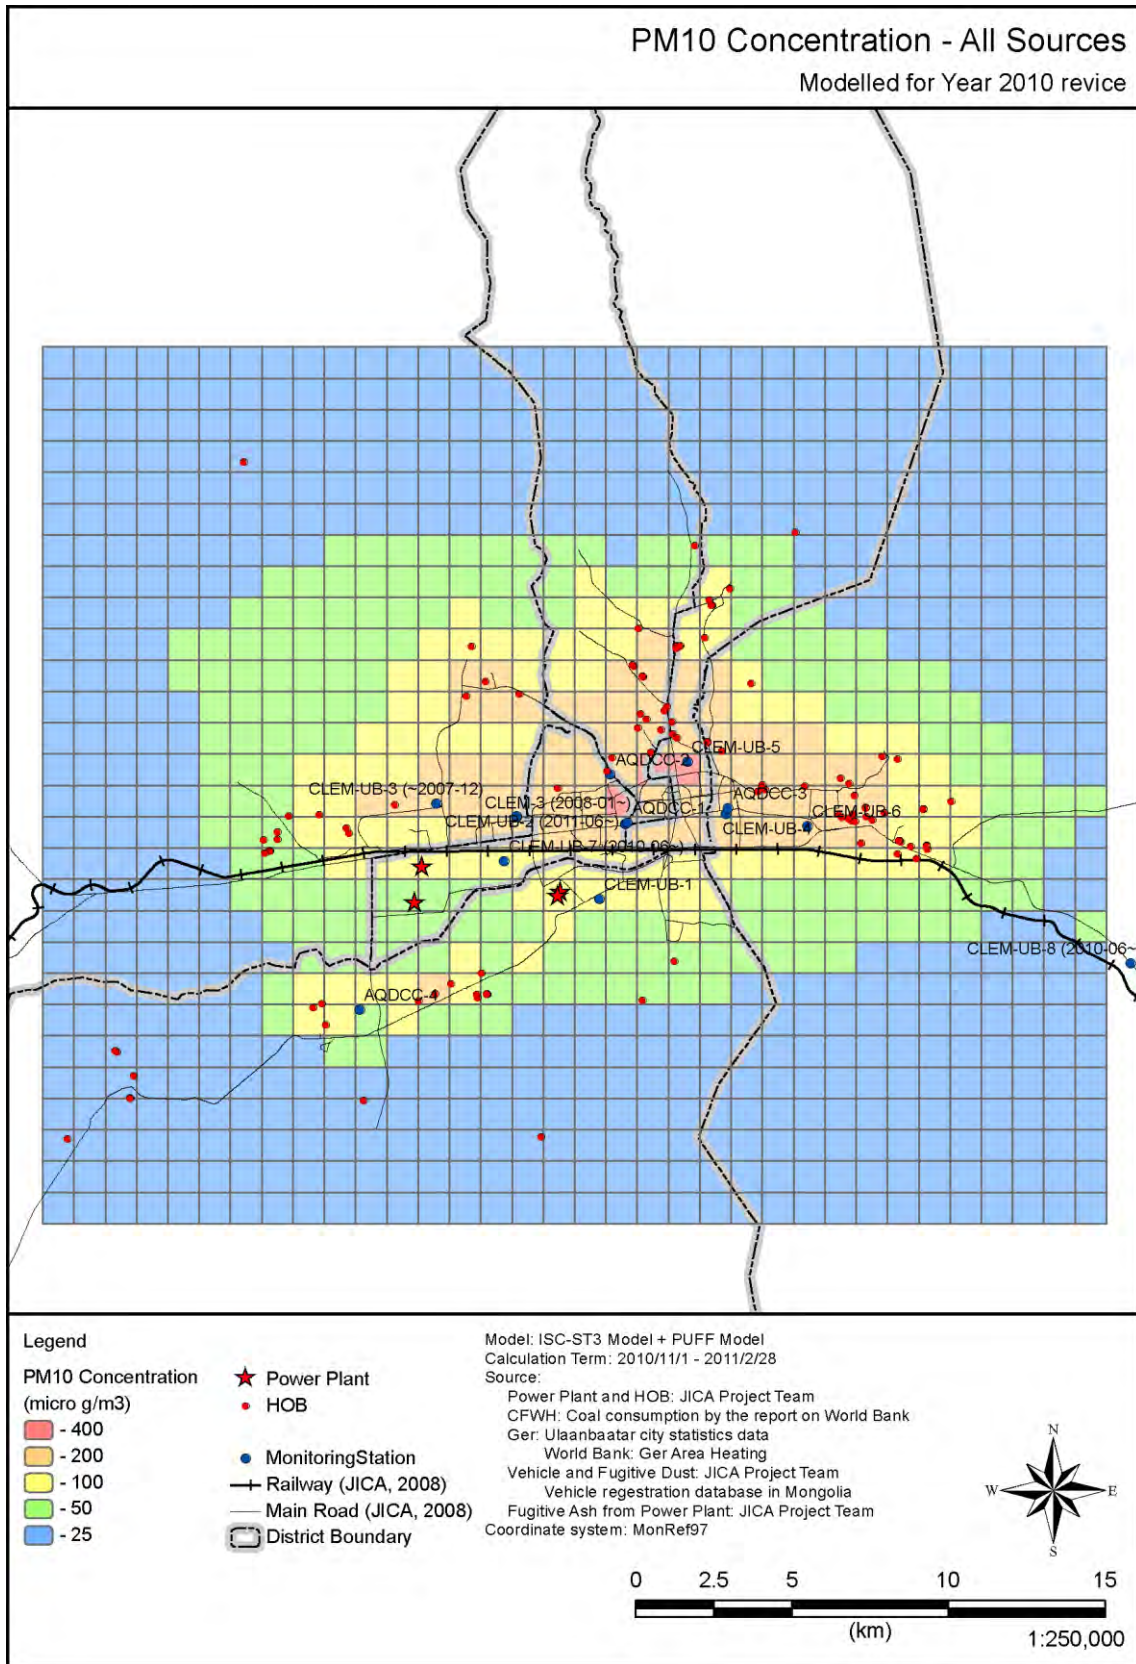 PM10 Concentration - All Sources
Modelled for Year 2010 revice
CLEM-UB-5
AQDCC-2
CLEM-UB-3 (~2007-12)
CLEM-3 (2008-01~)
AQDCC-1
AQDCC-3
CLEM-UB-6
CLEM-UB-2 (2011-06~)
CLEM-UB-4
CLEM-UB-7 (2010-06~)
CLEM-UB-1
CLEM-UB-8 (2010-06~
AQDCC-4
Legend
PM10 Concentration
(micro g/m3)
- 400
- 200
- 100
- 50
- 25
Power Plant
HOB
MonitoringStation
Railway (JICA, 2008)
Main Road (JICA, 2008)
District Boundary
Model: ISC-ST3 Model + PUFF Model
Calculation Term: 2010/11/1 - 2011/2/28
Source:
Power Plant and HOB: JICA Project Team
CFWH: Coal consumption by the report on World Bank
Ger: Ulaanbaatar city statistics data
World Bank: Ger Area Heating
Vehicle and Fugitive Dust: JICA Project Team
Vehicle regestration database in Mongolia
Fugitive Ash from Power Plant: JICA Project Team
Coordinate system: MonRef97
N
W E
S
0 2.5 5 10 15
(km)
1:250,000